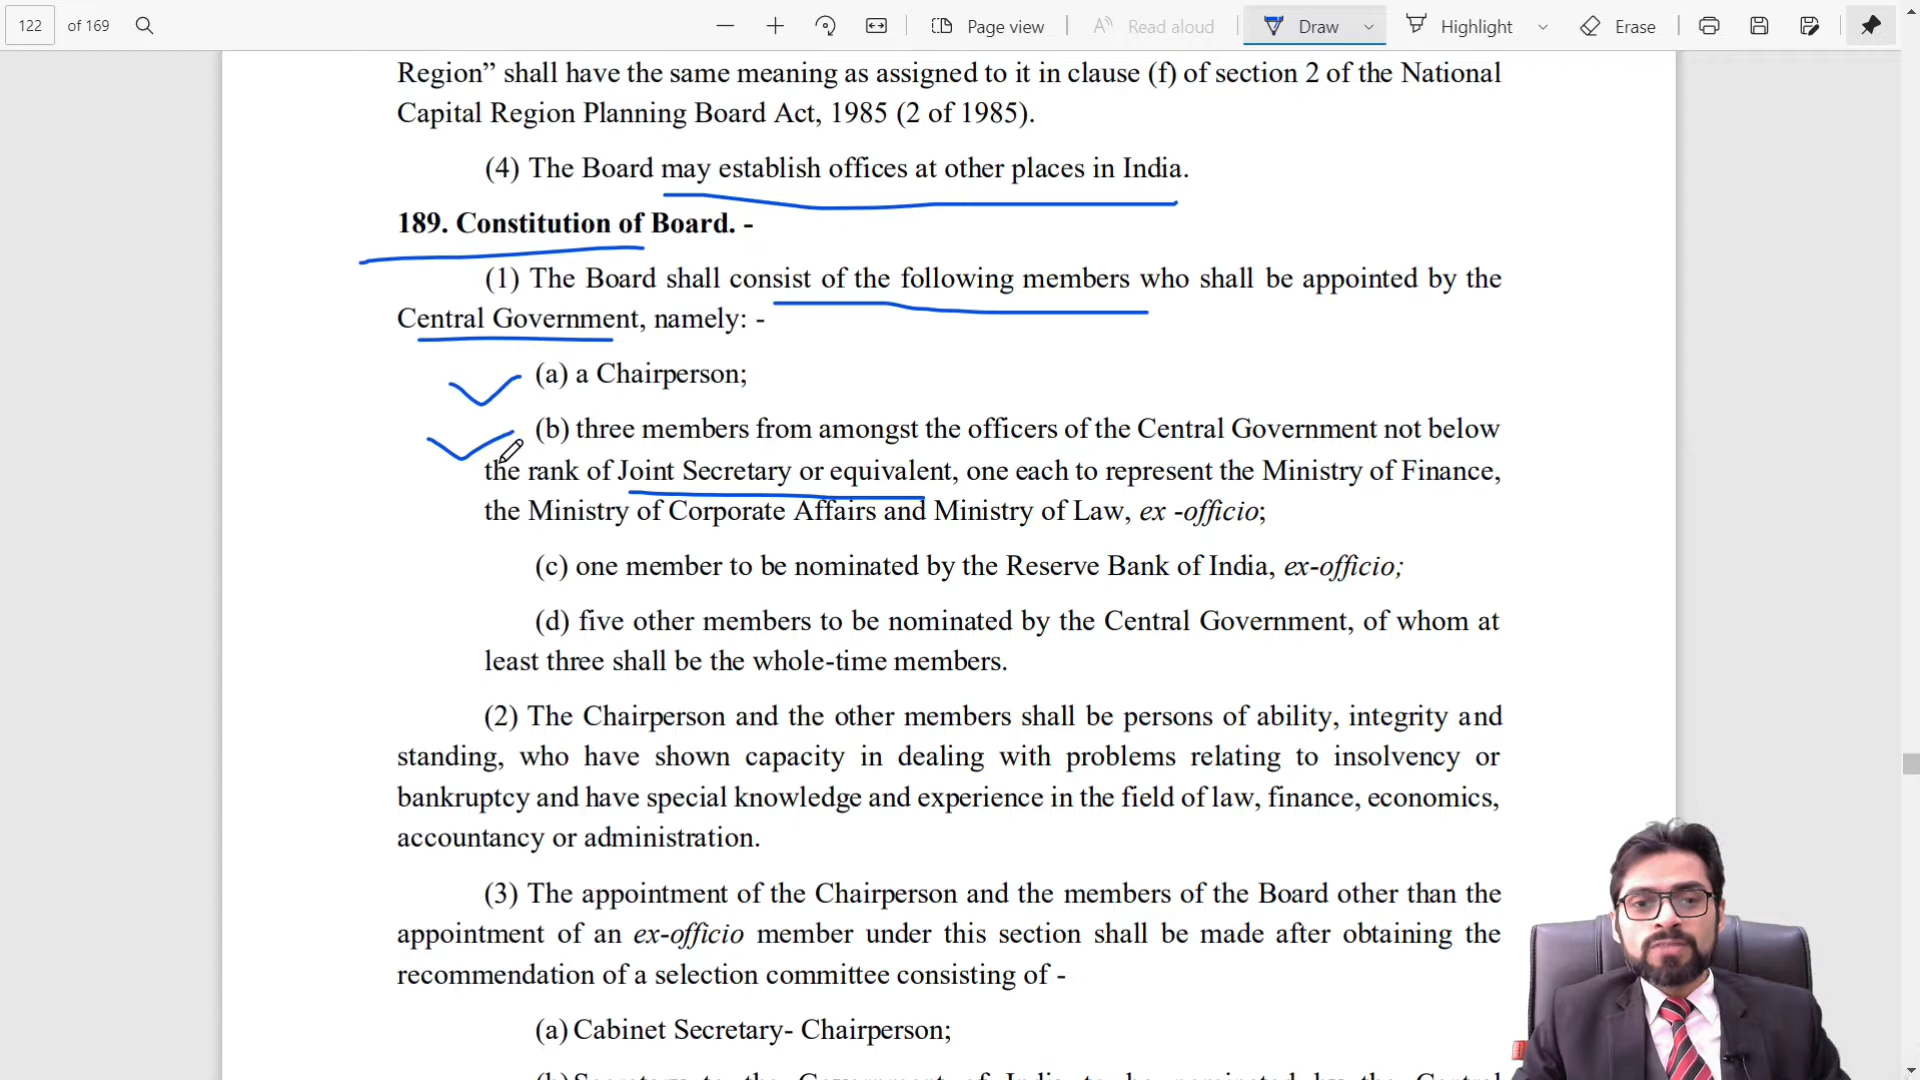 122 of 169 Page view Read aloud Draw Highlight Erase
Region” shall have the same meaning as assigned to it in clause (f) of section 2 of the National
Capital Region Planning Board Act, 1985 (2 of 1985).
(4) The Board may establish offices at other places in India.
189. Constitution of Board. -
(1) The Board shall consist of the following members who shall be appointed by the
Central Government, namely: -
(a) a Chairperson;
(b) three members from amongst the officers of the Central Government not below
the rank of Joint Secretary or equivalent, one each to represent the Ministry of Finance,
the Ministry of Corporate Affairs and Ministry of Law, ex -officio;
(c) one member to be nominated by the Reserve Bank of India, ex-officio;
(d) five other members to be nominated by the Central Government, of whom at
least three shall be the whole-time members.
(2) The Chairperson and the other members shall be persons of ability, integrity and
standing, who have shown capacity in dealing with problems relating to insolvency or
bankruptcy and have special knowledge and experience in the field of law, finance, economics,
accountancy or administration.
(3) The appointment of the Chairperson and the members of the Board other than the
appointment of an ex-officio member under this section shall be made after obtaining the
recommendation of a selection committee consisting of -
(a) Cabinet Secretary- Chairperson;